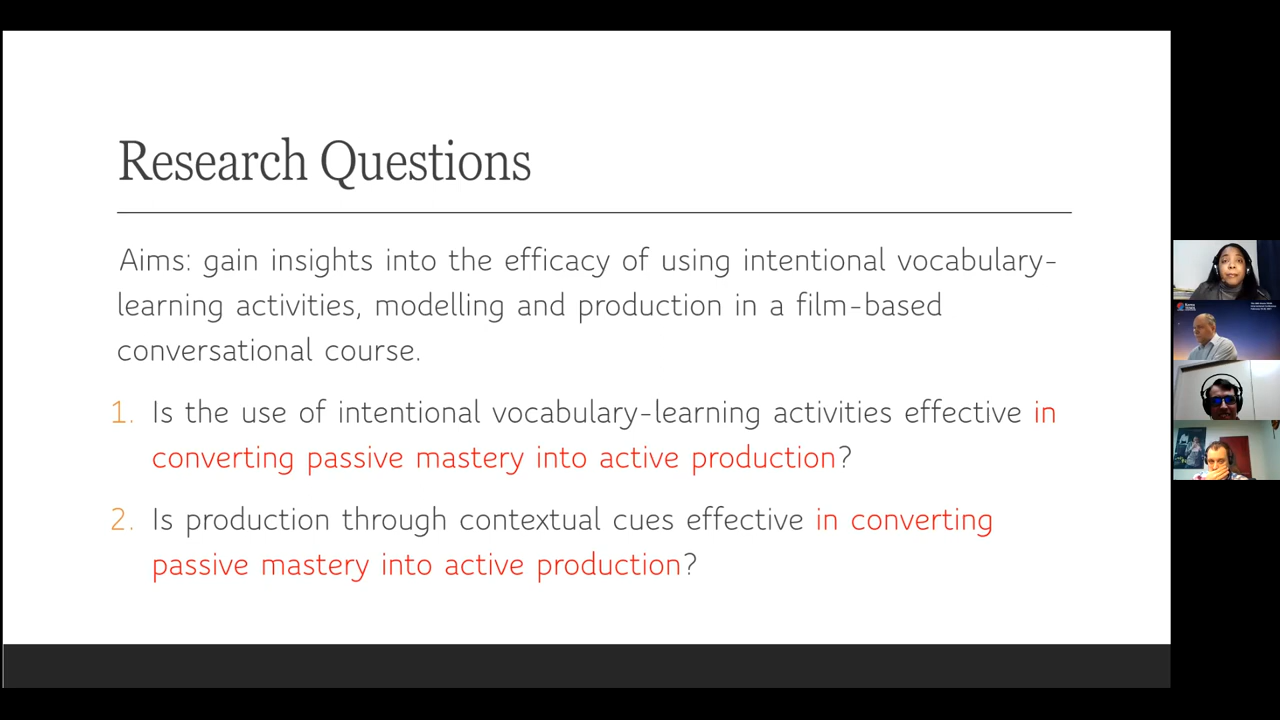 Research Questions
Aims: gain insights into the efficacy of using intentional vocabulary-
learning activities, modelling and production in a film-based
conversational course.
1. Is the use of intentional vocabulary-learning activities effective in
converting passive mastery into active production?
2. Is production through contextual cues effective in converting
passive mastery into active production?